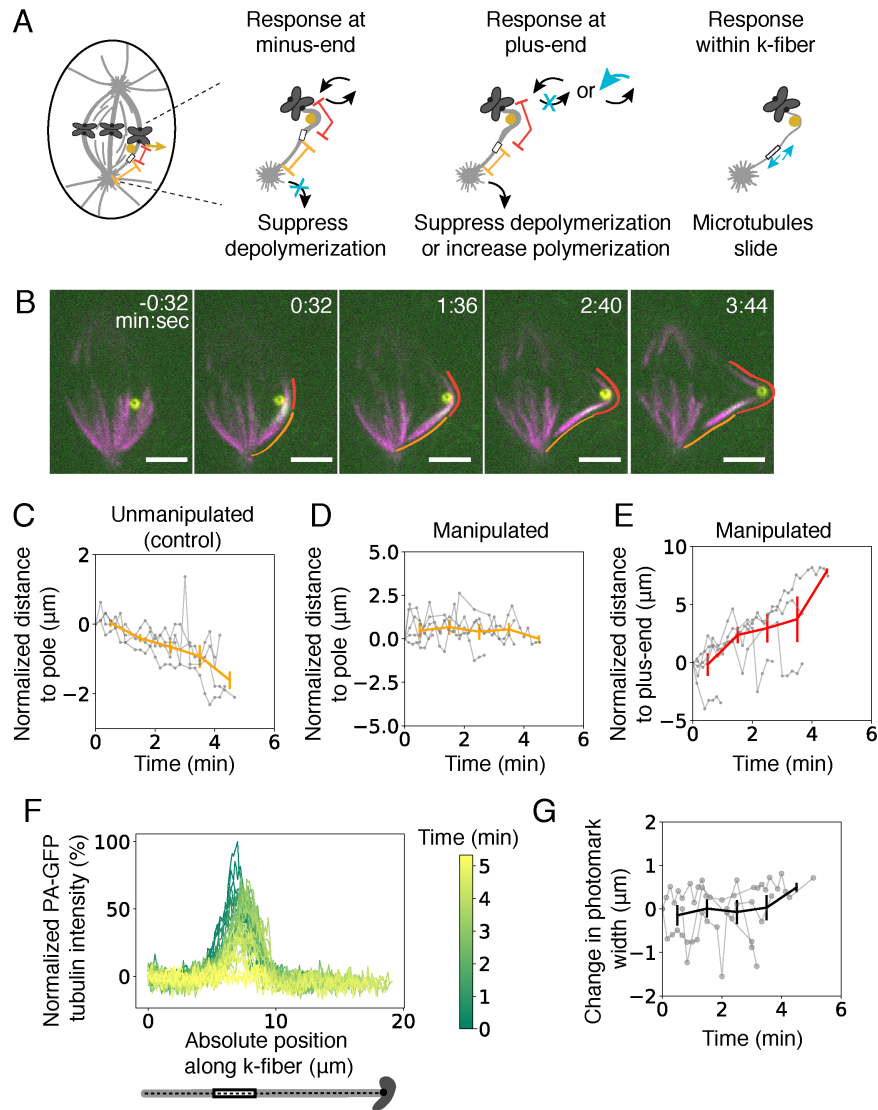 A
Response at
minus-end
Response at
plus-end
Response
within k-fiber
or
Suppress
depolymerization
Suppress depolymerization
or increase polymerization
Microtubules
slide
B
-0:32
min:sec
0:32
1:36
2:40
3:44
C
Unmanipulated
(control)
Normalized distance
to pole (μm)
2
0
−2
0
2
4
6
Time (min)
D
Manipulated
Normalized distance
to pole (μm)
5.0
2.5
0.0
−2.5
−5.0
0
2
4
6
Time (min)
E
Manipulated
Normalized distance
to plus-end (μm)
10
5
0
−5
0
2
4
6
Time (min)
F
Normalized PA-GFP
tubulin intensity (%)
100
50
0
0
10
20
Absolute position
along k-fiber (μm)
Time (min)
5
4
3
2
1
0
G
Change in photomark
width (μm)
2
1
0
−1
−2
0
2
4
6
Time (min)